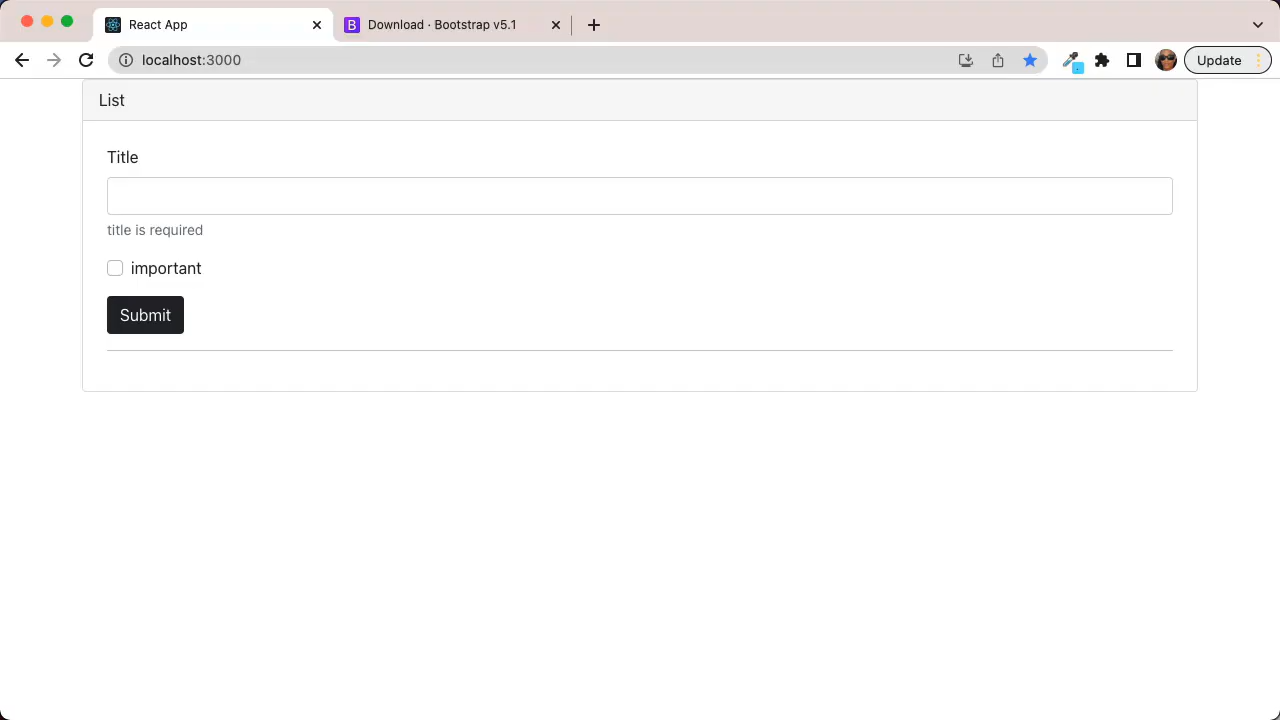 React App
Download · Bootstrap v5.1
localhost:3000
Update
List
Title
title is required
important
Submit